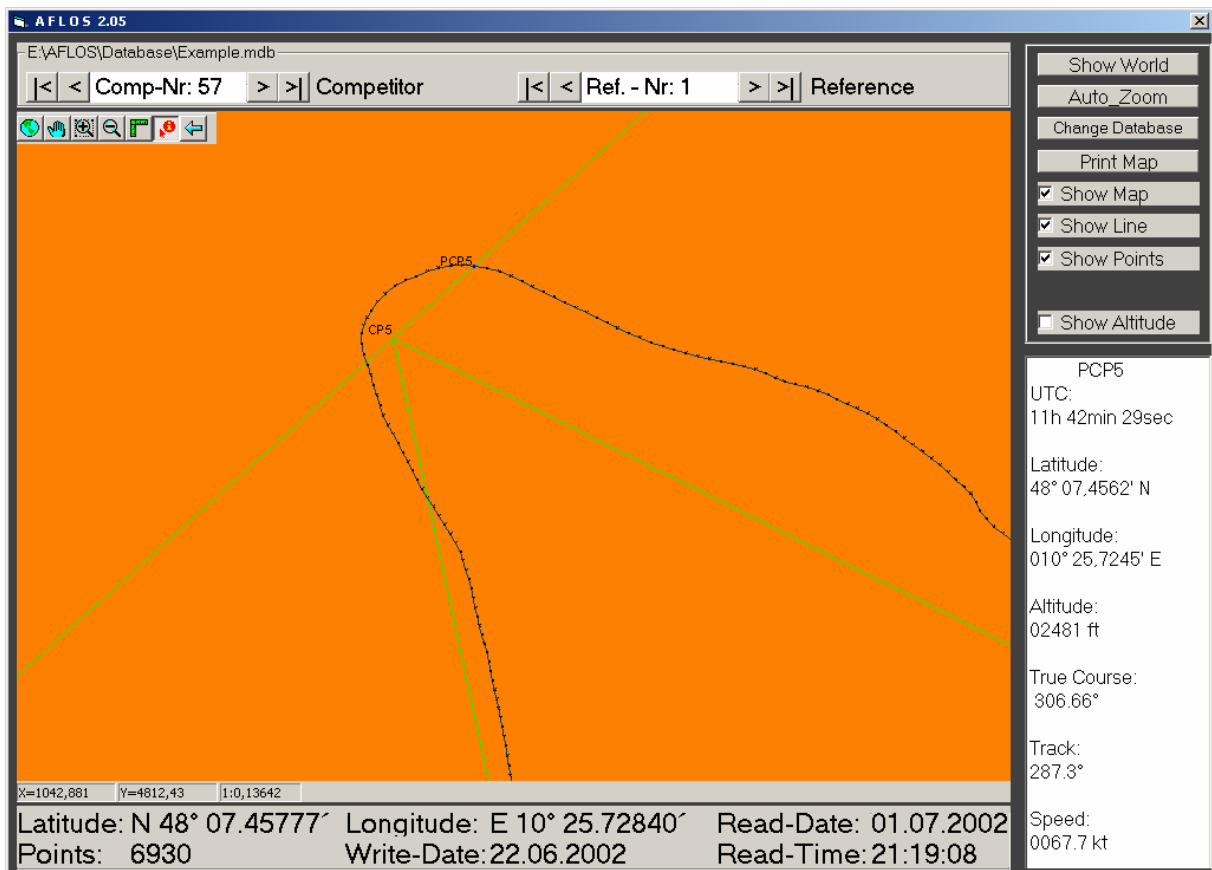 AFLOS 2.05
E:\AFLOS\Database\Example.mdb
|< < Comp-Nr: 57 > >| Competitor |< < Ref. - Nr: 1 > >| Reference
Show World
Auto_Zoom
Change Database
Print Map
Show Map
Show Line
Show Points
Show Altitude
PCP5
CP5
PCP5
UTC:
11h 42min 29sec
Latitude:
48° 07,4562' N
Longitude:
010° 25,7245' E
Altitude:
02481 ft
True Course:
306.66°
Track:
287.3°
Speed:
0067.7 kt
X=1042,881 Y=4812,43 1:0,13642
Latitude: N 48° 07.45777´ Longitude: E 10° 25.72840´ Read-Date: 01.07.2002
Points: 6930 Write-Date: 22.06.2002 Read-Time: 21:19:08